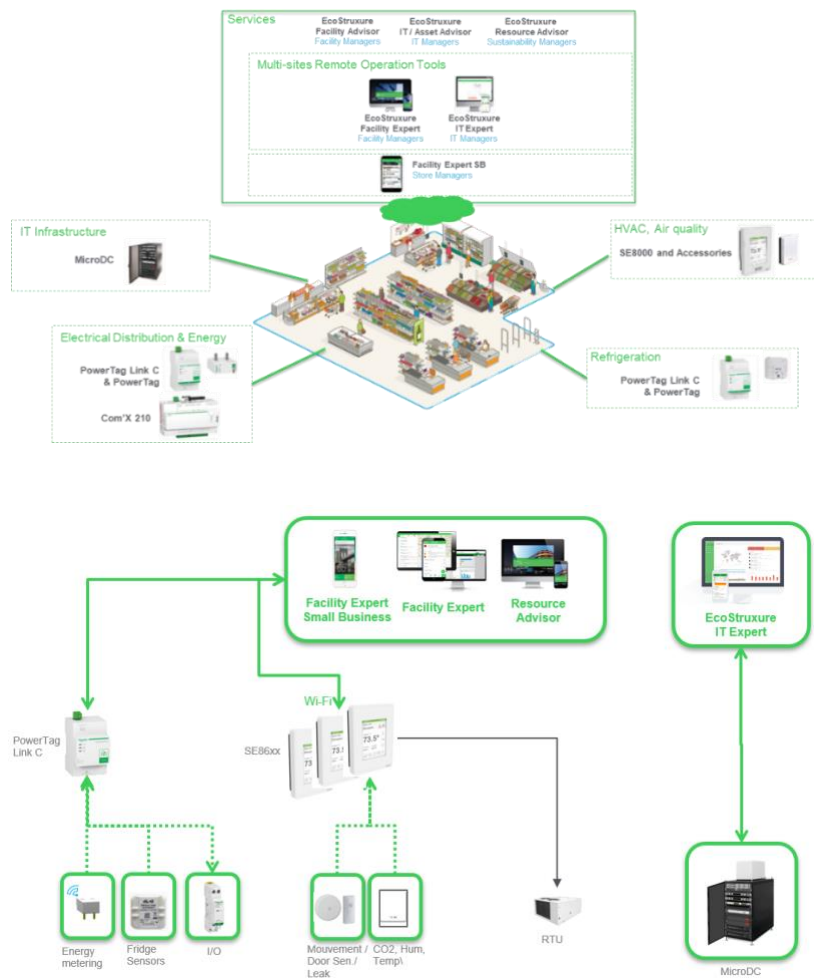 Services
EcoStruxure
Facility Advisor
Facility Managers
EcoStruxure
IT / Asset Advisor
IT Managers
EcoStruxure
Resource Advisor
Sustainability Managers
Multi-sites Remote Operation Tools
EcoStruxure
Facility Expert
Facility Managers
EcoStruxure
IT Expert
IT Managers
Facility Expert SB
Store Managers
IT Infrastructure
MicroDC
HVAC, Air quality
SE8000 and Accessories
Electrical Distribution & Energy
PowerTag Link C
& PowerTag
Com'X 210
Refrigeration
PowerTag Link C
& PowerTag
Facility Expert
Small Business
Facility Expert
Resource
Advisor
EcoStruxure
IT Expert
Wi-Fi
PowerTag
Link C
SE86xx
73
73.
73.5°
Energy
metering
Fridge
Sensors
I/O
Mouvement /
Door Sen./
Leak
CO2, Hum,
Temp\
RTU
MicroDC